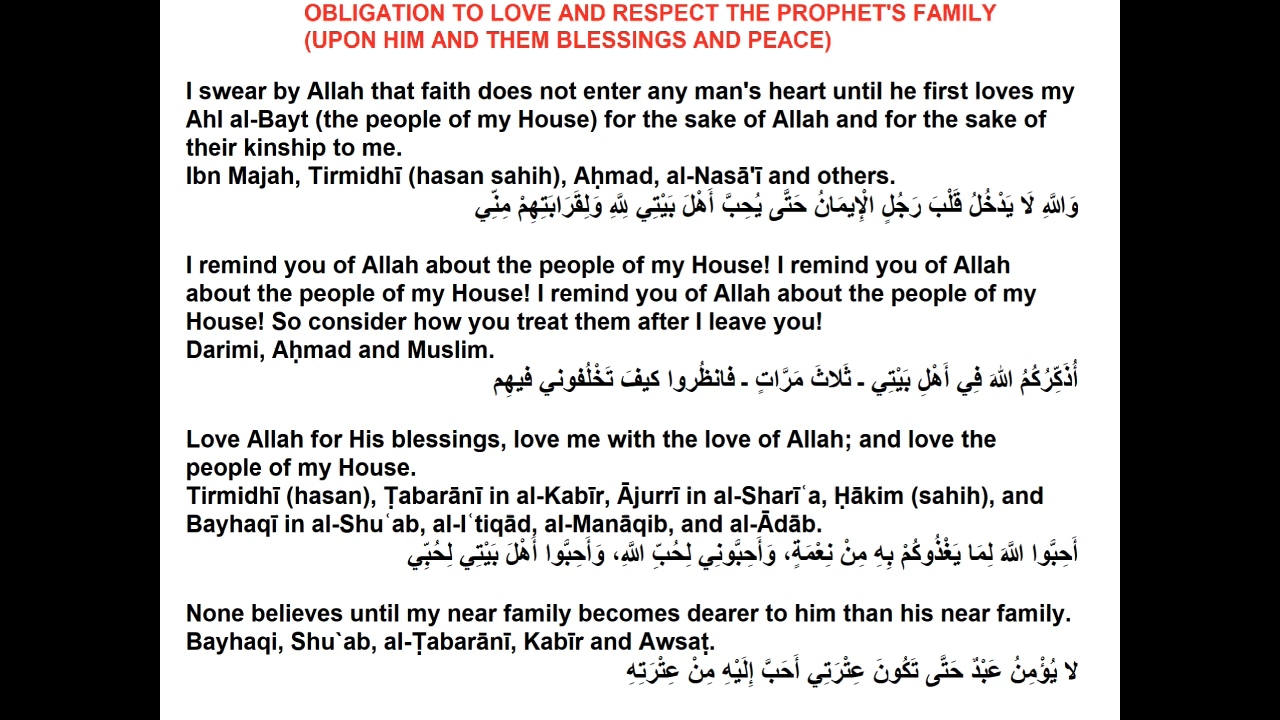 OBLIGATION TO LOVE AND RESPECT THE PROPHET'S FAMILY
(UPON HIM AND THEM BLESSINGS AND PEACE)
I swear by Allah that faith does not enter any man's heart until he first loves my
Ahl al-Bayt (the people of my House) for the sake of Allah and for the sake of
their kinship to me.
Ibn Majah, Tirmidhī (hasan sahih), Aḥmad, al-Nasā'ī and others.
وَاللَّهِ لَا يَدْخُلُ قَلْبَ رَجُلٍ الْإِيمَانُ حَتَّى يُحِبَّ أَهْلَ بَيْتِي لِلَّهِ وَلِقَرَابَتِهِمْ مِنِّي
I remind you of Allah about the people of my House! I remind you of Allah
about the people of my House! I remind you of Allah about the people of my
House! So consider how you treat them after I leave you!
Darimi, Aḥmad and Muslim.
أُذَكِّرُكُمُ اللهَ فِي أَهْلِ بَيْتِي ـ ثَلاثَ مَرَّاتٍ ـ فَانظُروا كيفَ تَخْلُفوني فيهِم
Love Allah for His blessings, love me with the love of Allah; and love the
people of my House.
Tirmidhī (hasan), Ṭabarānī in al-Kabīr, Ājurrī in al-Sharīʿa, Ḥākim (sahih), and
Bayhaqī in al-Shuʿab, al-Iʿtiqād, al-Manāqib, and al-Ādāb.
أَحِبَّوا اللَّهَ لِمَا يَغْذُوكُمْ بِهِ مِنْ نِعْمَةٍ، وَأَحِبُّونِي لِحُبِّ اللَّهِ، وَأَحِبَّوا أَهْلَ بَيْتِي لِحُبِّي
None believes until my near family becomes dearer to him than his near family.
Bayhaqi, Shu`ab, al-Ṭabarānī, Kabīr and Awsaṭ.
لا يُؤْمِنُ عَبْدٌ حَتَّى تَكُونَ عِتْرَتِي أَحَبَّ إِلَيْهِ مِنْ عِتْرَتِهِ